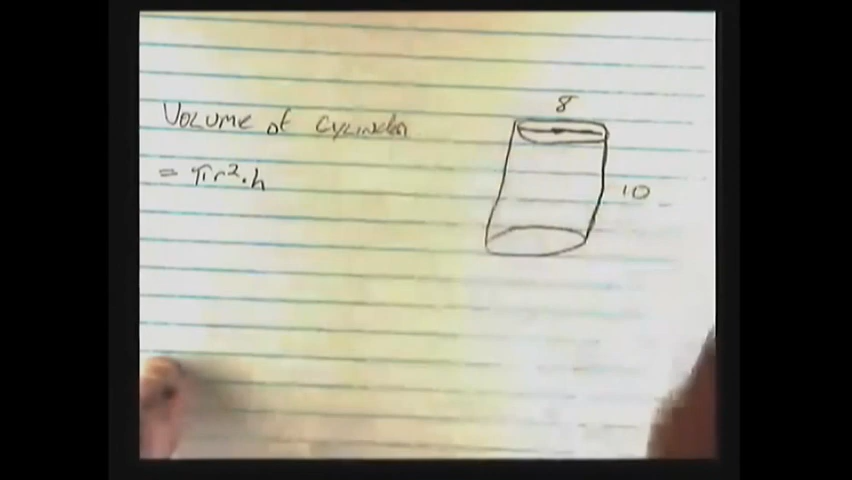 VOLUME of CYLINDER
= πr².h
8
10